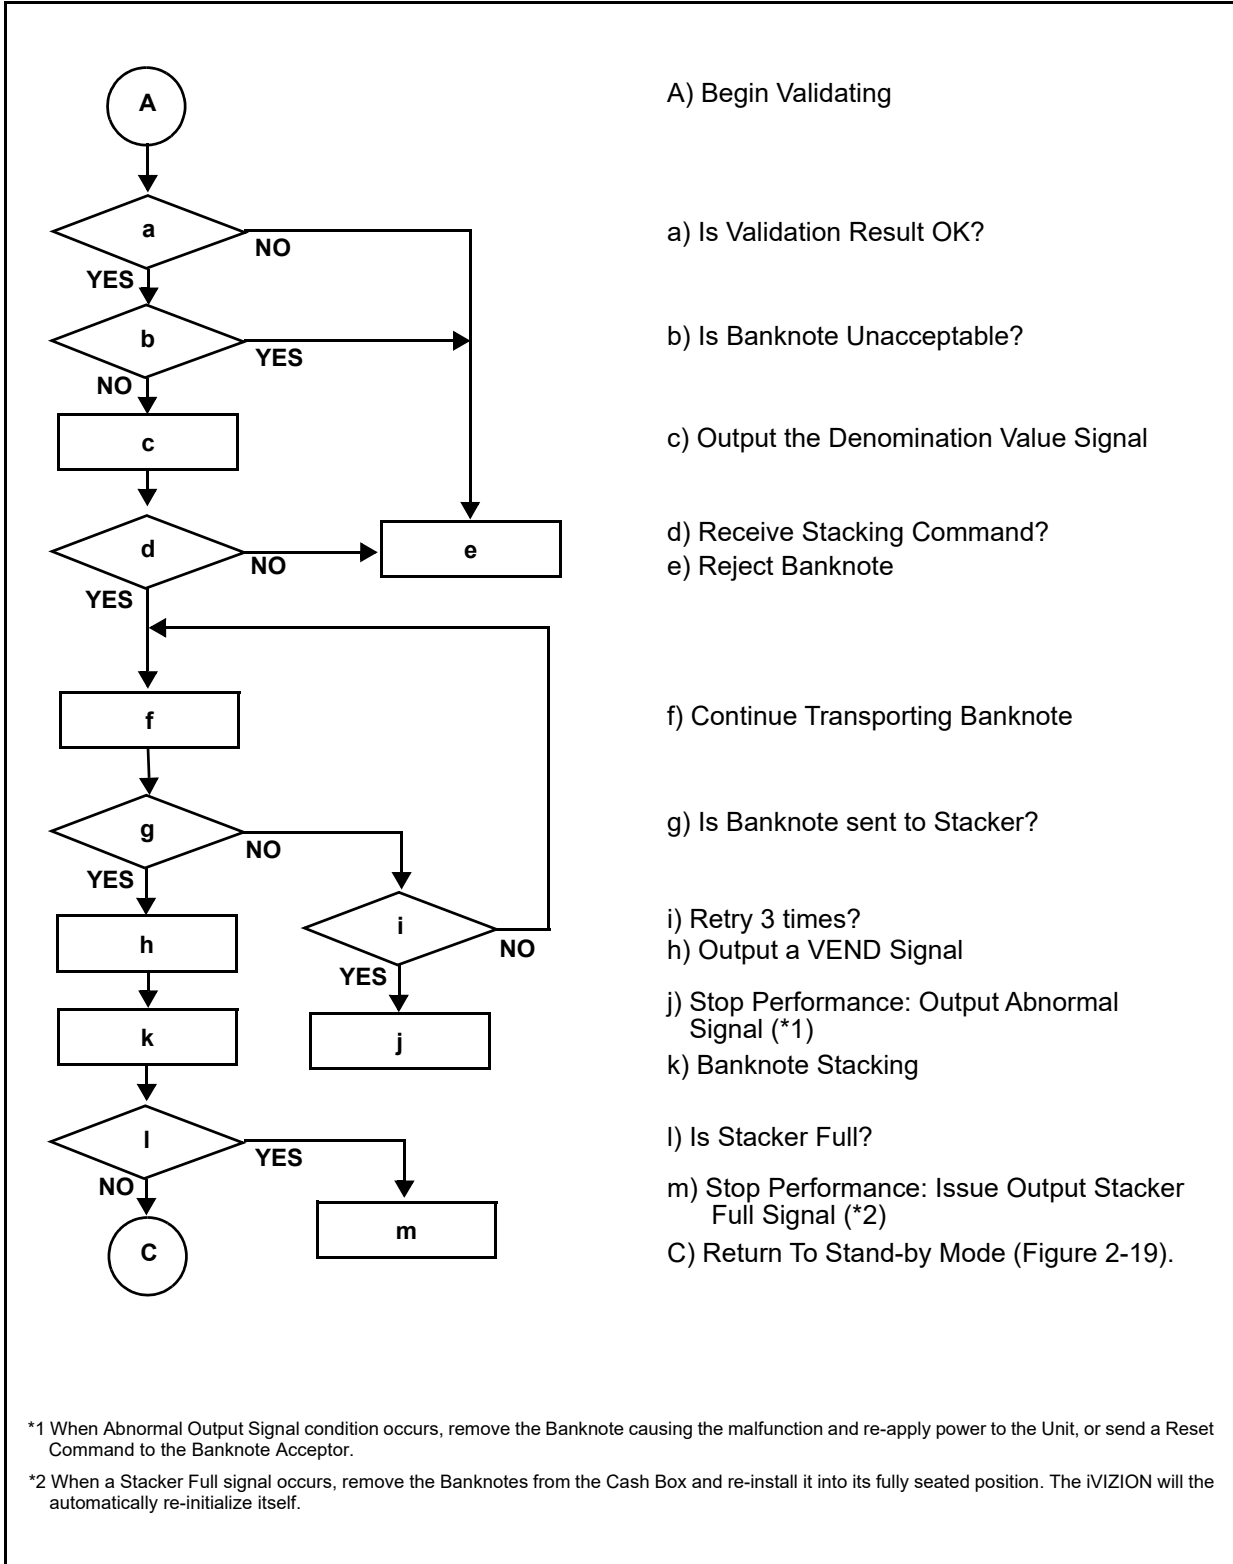 A
A) Begin Validating
a
NO
a) Is Validation Result OK?
YES
b
YES
b) Is Banknote Unacceptable?
NO
c
c) Output the Denomination Value Signal
d
NO
e
d) Receive Stacking Command?
e) Reject Banknote
YES
f
f) Continue Transporting Banknote
g
NO
g) Is Banknote sent to Stacker?
YES
i
NO
i) Retry 3 times?
h
h) Output a VEND Signal
YES
j
j) Stop Performance: Output Abnormal
Signal (*1)
k
k) Banknote Stacking
l
YES
l) Is Stacker Full?
NO
m
m) Stop Performance: Issue Output Stacker
Full Signal (*2)
C
C) Return To Stand-by Mode (Figure 2-19).
*1 When Abnormal Output Signal condition occurs, remove the Banknote causing the malfunction and re-apply power to the Unit, or send a Reset
Command to the Banknote Acceptor.
*2 When a Stacker Full signal occurs, remove the Banknotes from the Cash Box and re-install it into its fully seated position. The iVIZION will the
automatically re-initialize itself.